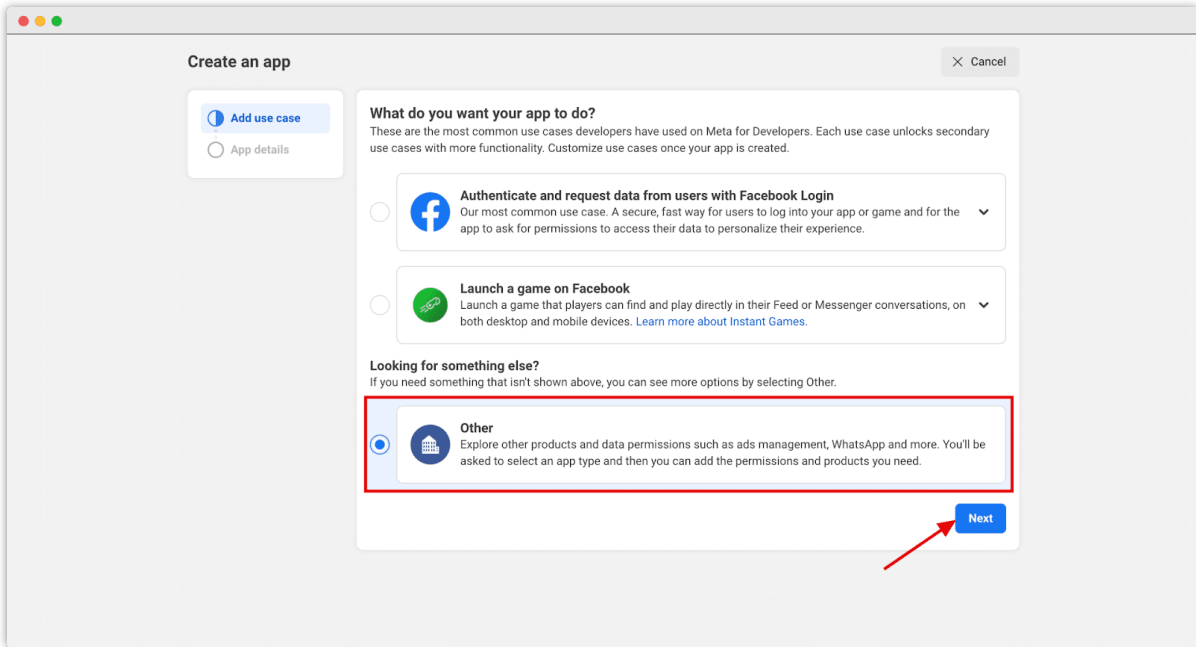 Create an app
Cancel
Add use case
App details
What do you want your app to do?
These are the most common use cases developers have used on Meta for Developers. Each use case unlocks secondary
use cases with more functionality. Customize use cases once your app is created.
Authenticate and request data from users with Facebook Login
Our most common use case. A secure, fast way for users to log into your app or game and for the
app to ask for permissions to access their data to personalize their experience.
Launch a game on Facebook
Launch a game that players can find and play directly in their Feed or Messenger conversations, on
both desktop and mobile devices. Learn more about Instant Games.
Looking for something else?
If you need something that isn't shown above, you can see more options by selecting Other.
Other
Explore other products and data permissions such as ads management, WhatsApp and more. You'll be
asked to select an app type and then you can add the permissions and products you need.
Next